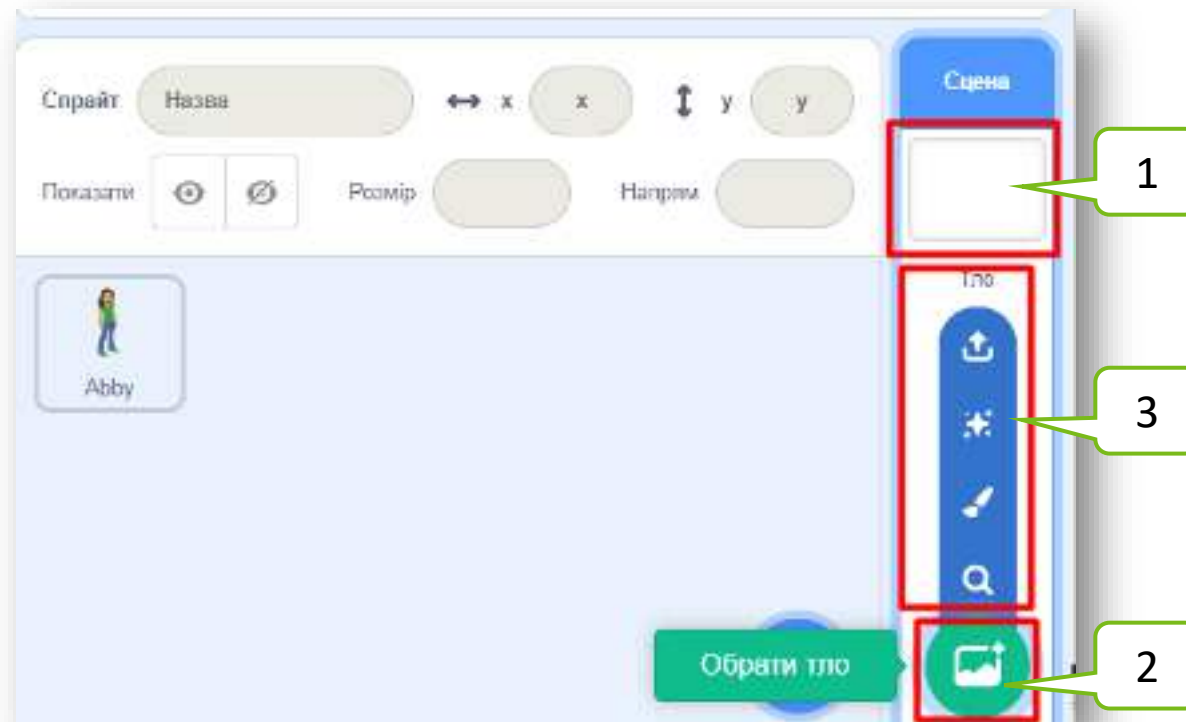 Спрайт Назва x x y y
Показати Розмір Напрям
Abby
Сцена
Тло
Обрати тло
1
3
2